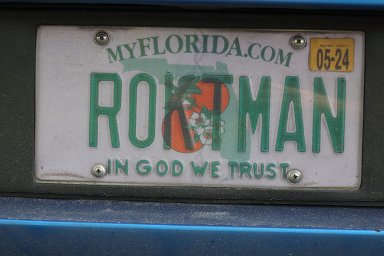 MYFLORIDA.COM
05-24
ROKTMAN
IN GOD WE TRUST